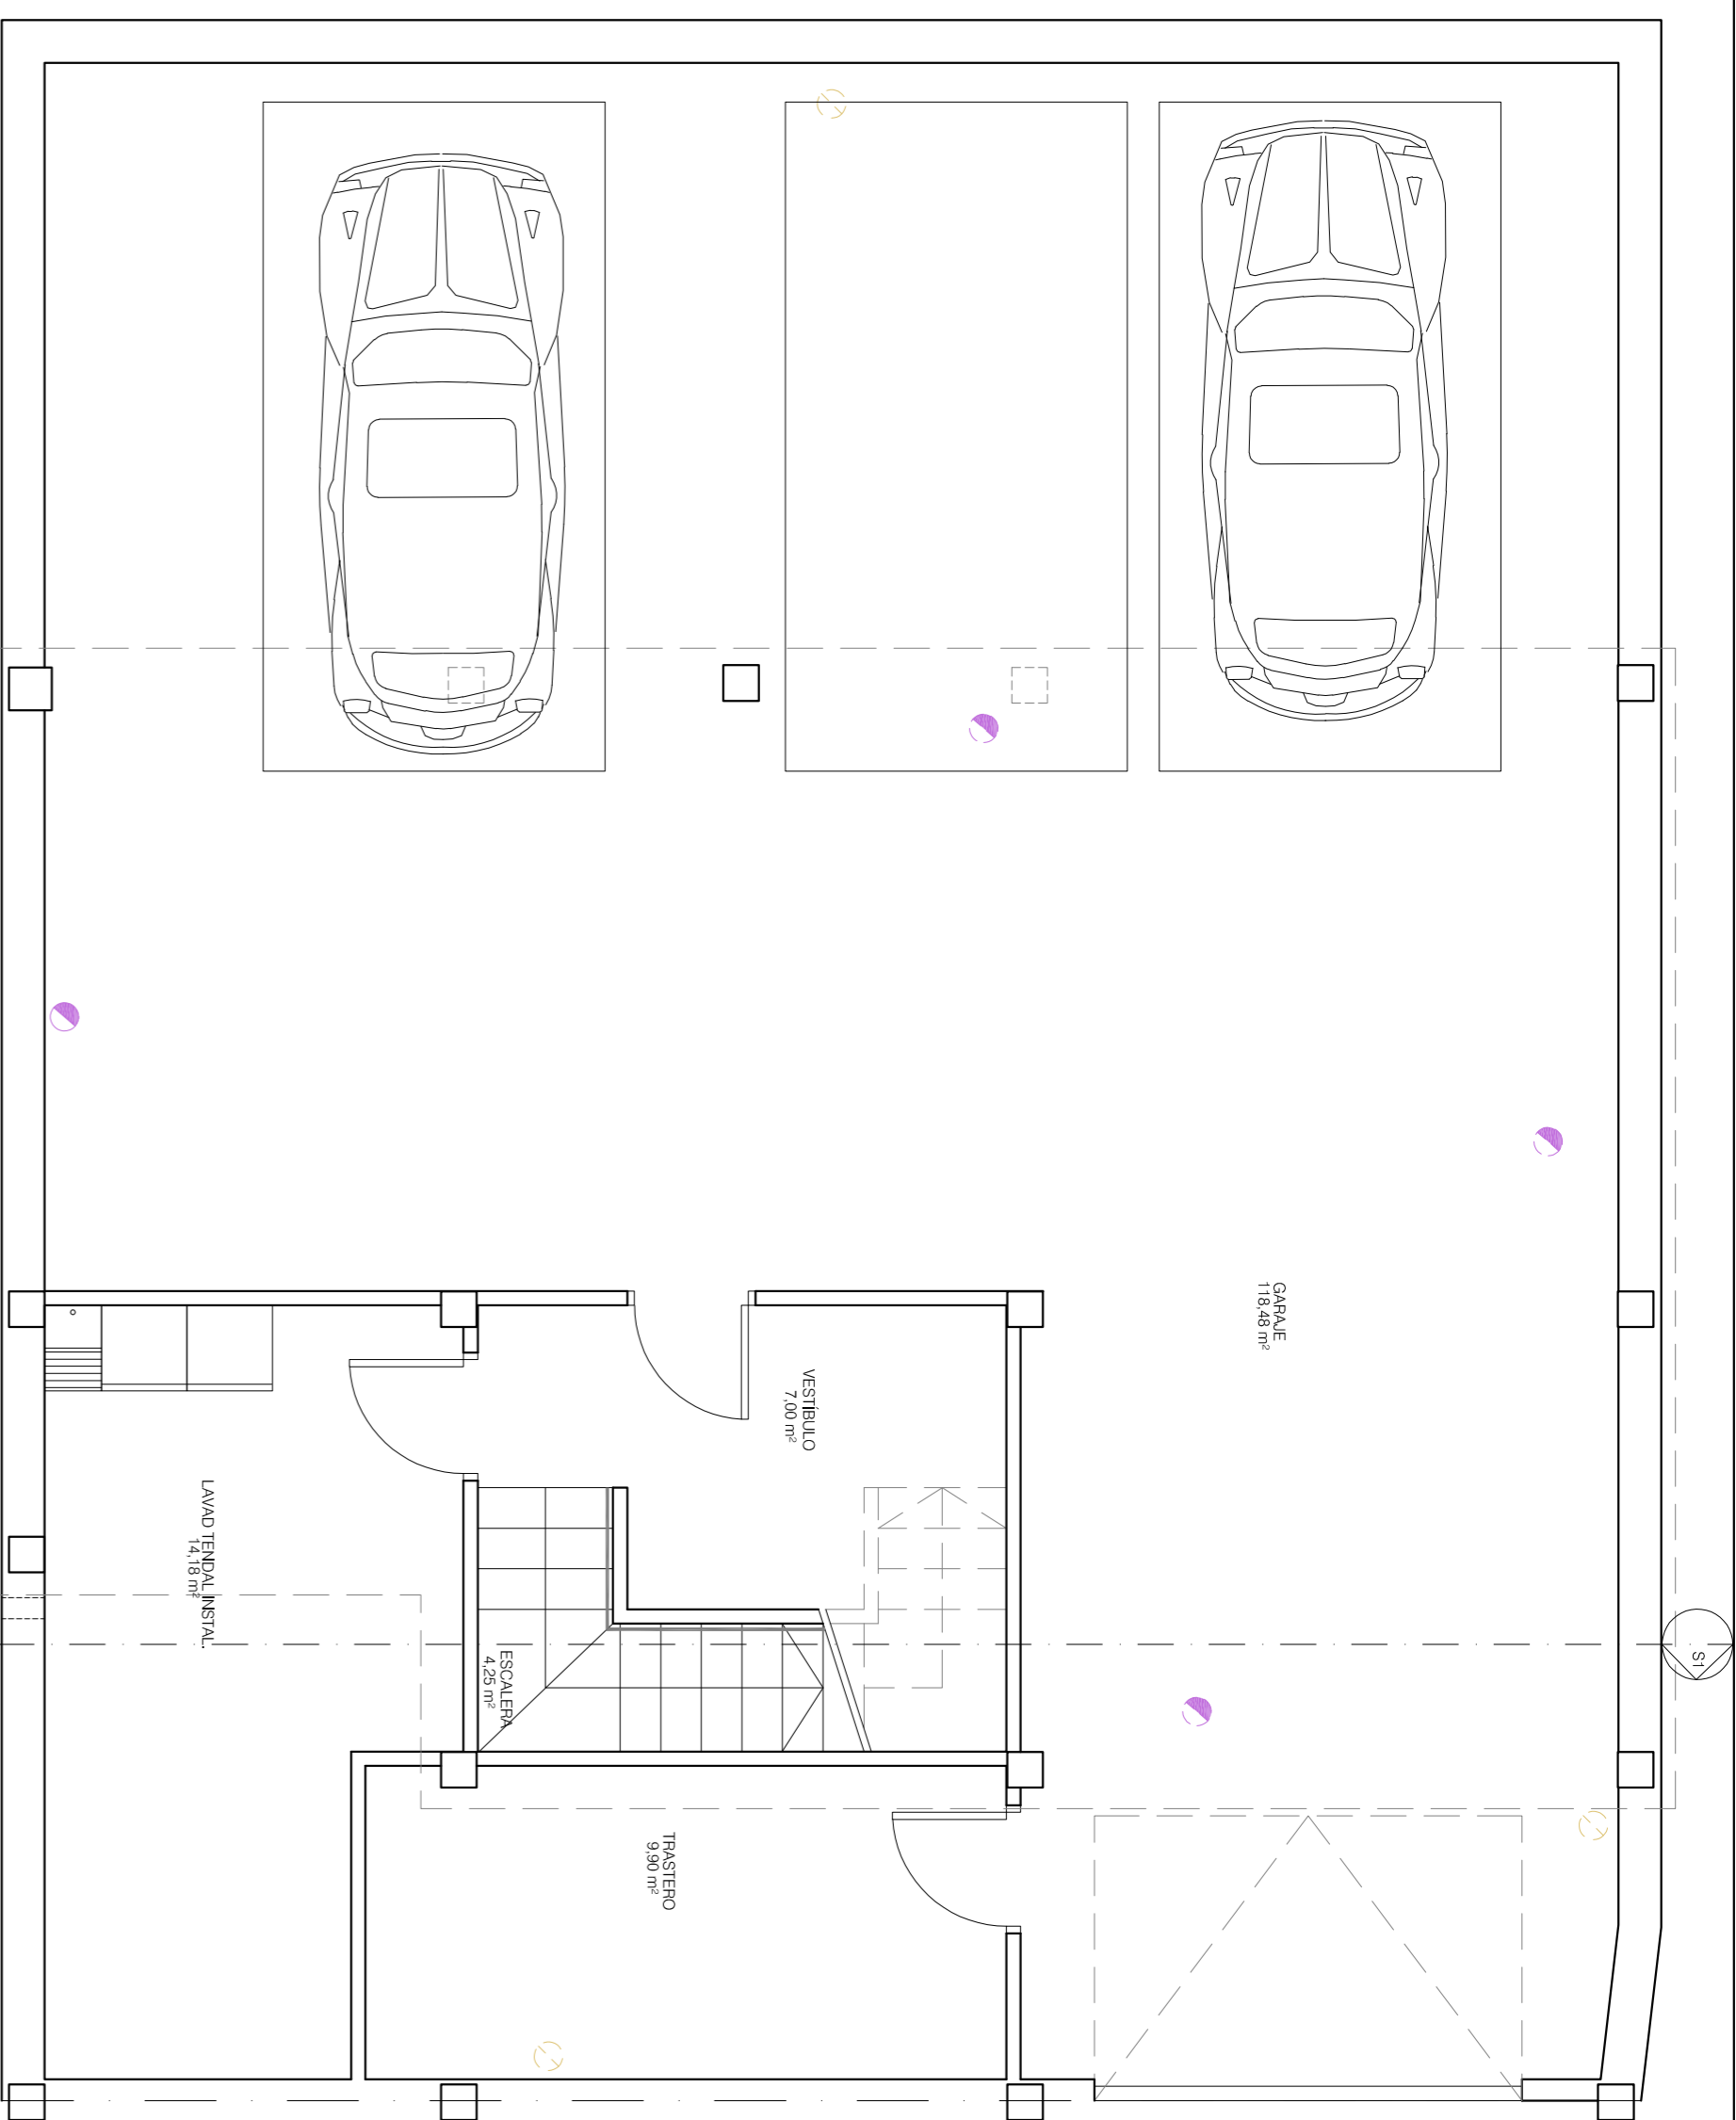 GARAJE
118,48 m²
VESTÍBULO
7,00 m²
LAVAD TENDAL INSTAL.
14,18 m²
S1
ESCALERA
4,25 m²
TRASTERO
9,90 m²